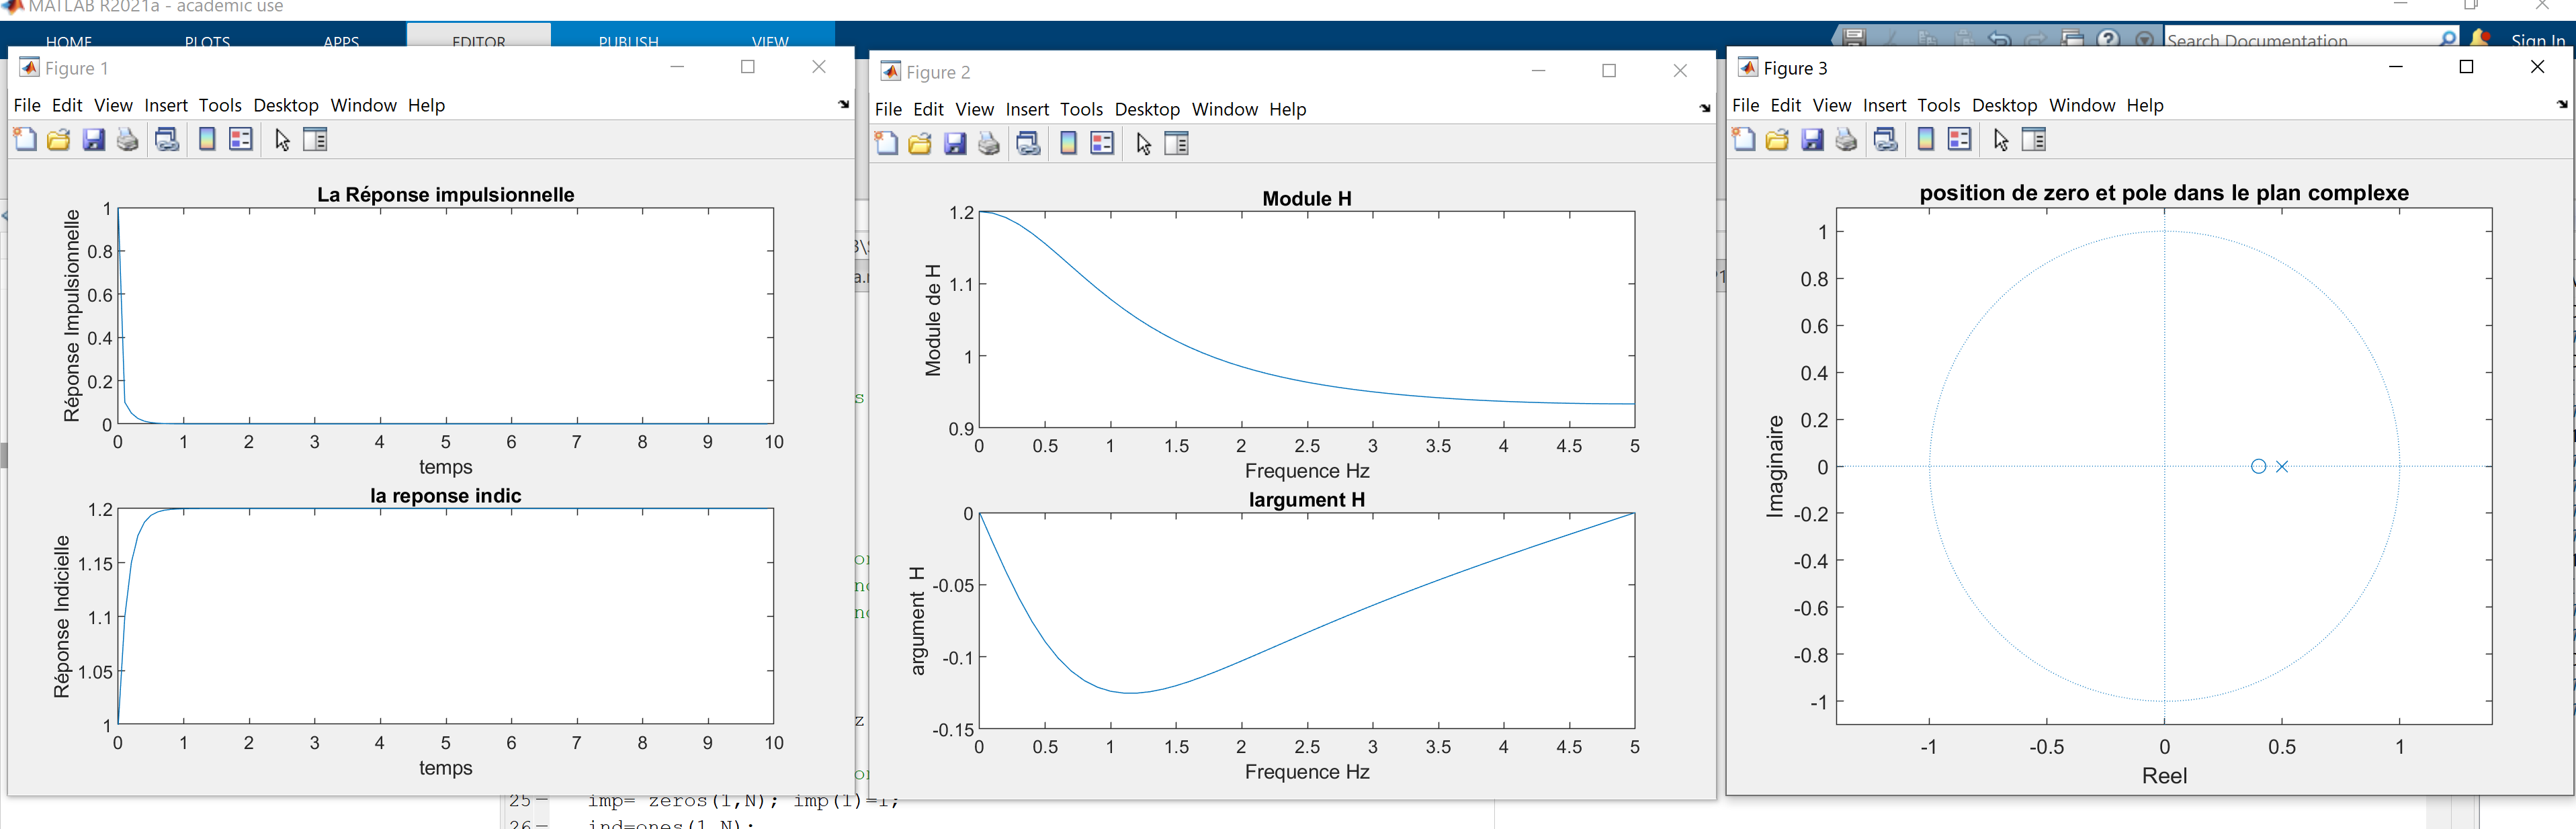 MATLAB R2021a - academic use
HOME PLOTS APPS EDITOR PUBLISH VIEW
Search Documentation Sign In
Figure 1
File Edit View Insert Tools Desktop Window Help
La Réponse impulsionnelle
Réponse Impulsionnelle
1
0.8
0.6
0.4
0.2
0
0 1 2 3 4 5 6 7 8 9 10
temps
la reponse indic
Réponse Indicielle
1.2
1.15
1.1
1.05
1
0 1 2 3 4 5 6 7 8 9 10
temps
Figure 2
File Edit View Insert Tools Desktop Window Help
Module H
Module de H
1.2
1.1
1
0.9
0 0.5 1 1.5 2 2.5 3 3.5 4 4.5 5
Frequence Hz
largument H
argument H
0
-0.05
-0.1
-0.15
0 0.5 1 1.5 2 2.5 3 3.5 4 4.5 5
Frequence Hz
Figure 3
File Edit View Insert Tools Desktop Window Help
position de zero et pole dans le plan complexe
Imaginaire
1
0.8
0.6
0.4
0.2
0
-0.2
-0.4
-0.6
-0.8
-1
-1 -0.5 0 0.5 1
Reel
25 imp= zeros(1,N); imp(1)=1;
26 ind=ones(1,N);